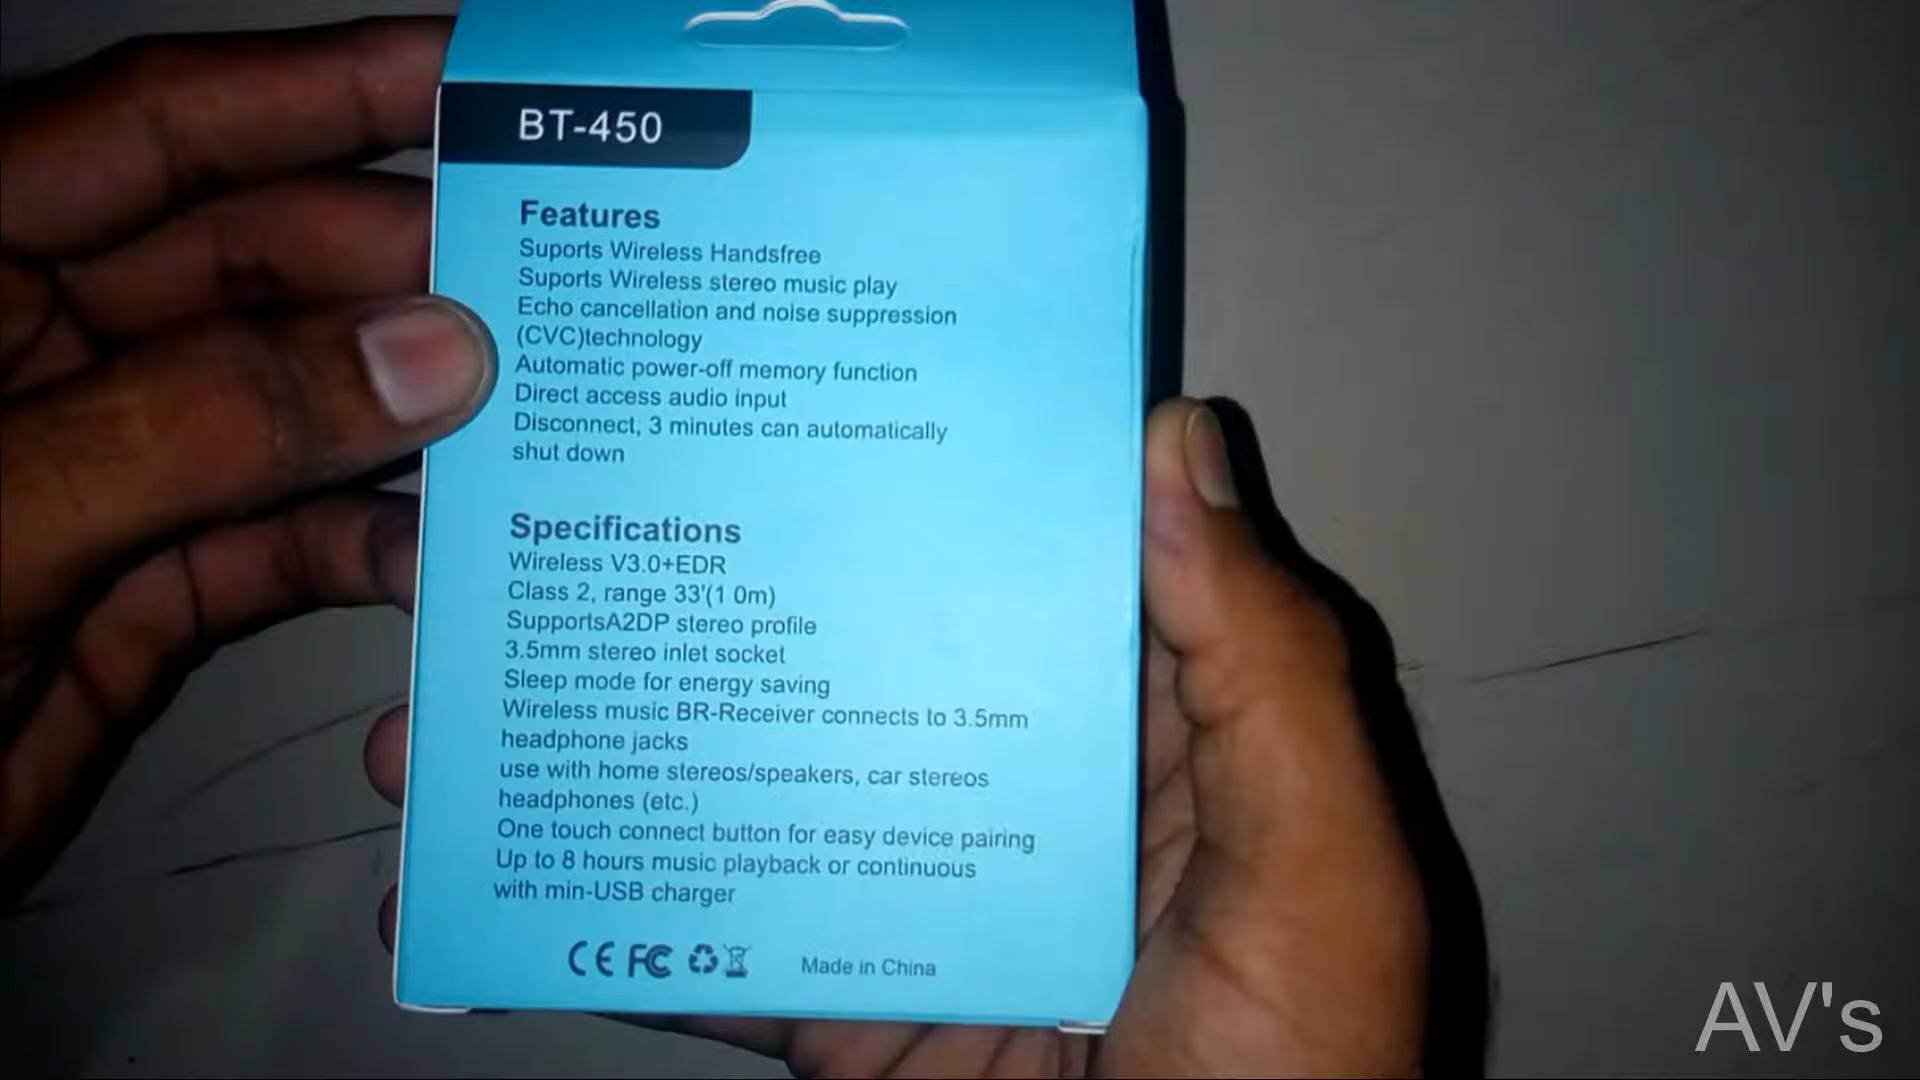 BT-450
Features
Suports Wireless Handsfree
Suports Wireless stereo music play
Echo cancellation and noise suppression
(CVC)technology
Automatic power-off memory function
Direct access audio input
Disconnect, 3 minutes can automatically
shut down
Specifications
Wireless V3.0+EDR
Class 2, range 33'(1 0m)
SupportsA2DP stereo profile
3.5mm stereo inlet socket
Sleep mode for energy saving
Wireless music BR-Receiver connects to 3.5mm
headphone jacks
use with home stereos/speakers, car stereos
headphones (etc.)
One touch connect button for easy device pairing
Up to 8 hours music playback or continuous
with min-USB charger
CE FC Made in China
AV's